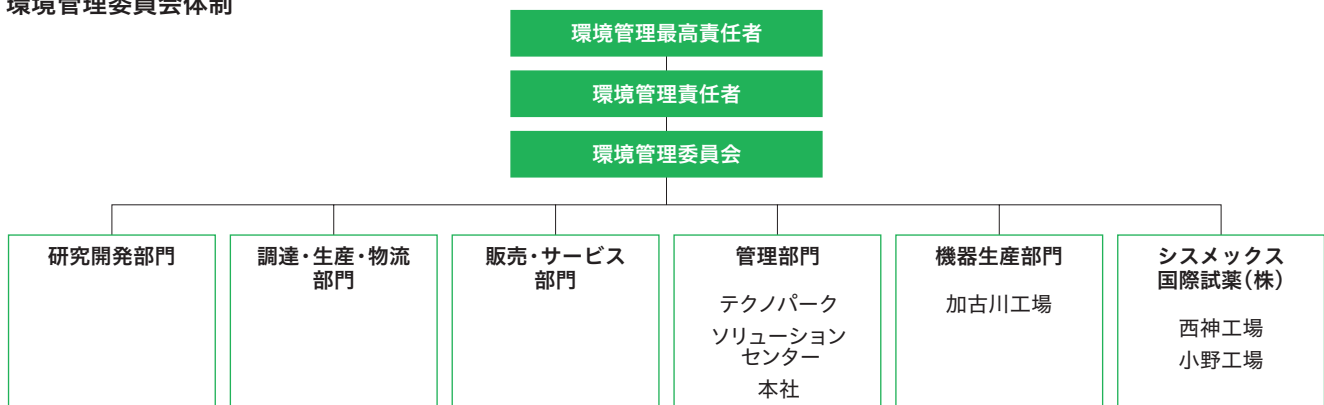 環境管理委員会体制
環境管理最高責任者
環境管理責任者
環境管理委員会
研究開発部門
調達・生産・物流
部門
販売・サービス
部門
管理部門
テクノパーク
ソリューション
センター
本社
機器生産部門
加古川工場
シスメックス
国際試薬(株)
西神工場
小野工場